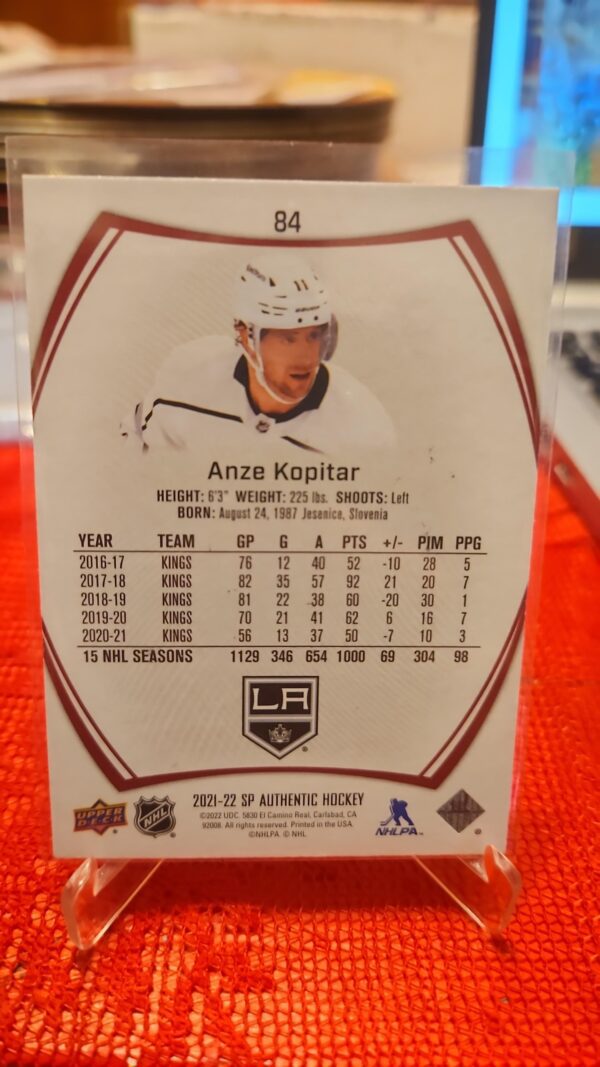 84
11
Anze Kopitar
HEIGHT: 6'3" WEIGHT: 225 lbs. SHOOTS: Left
BORN: August 24, 1987 Jesenice, Slovenia
YEAR TEAM GP G A PTS +/- PIM PPG
2016-17 KINGS 76 12 40 52 -10 28 5
2017-18 KINGS 82 35 57 92 21 20 7
2018-19 KINGS 81 22 38 60 -20 30 1
2019-20 KINGS 70 21 41 62 6 16 7
2020-21 KINGS 56 13 37 50 -7 10 3
15 NHL SEASONS 1129 346 654 1000 69 304 98
LA
UPPER DECK
NHL
2021-22 SP AUTHENTIC HOCKEY
©2022 UDC. 5830 El Camino Real, Carlsbad, CA
92008. All rights reserved. Printed in the USA.
©NHLPA © NHL
NHLPA